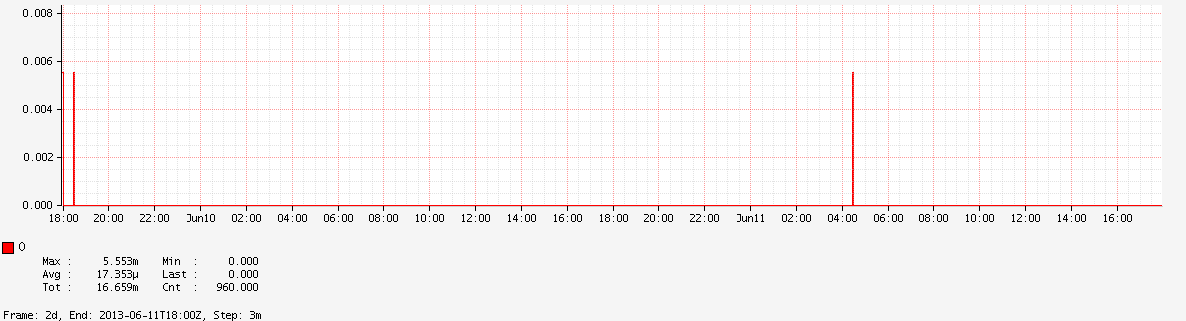 0.008
0.006
0.004
0.002
0.000
18:00 20:00 22:00 Jun10 02:00 04:00 06:00 08:00 10:00 12:00 14:00 16:00 18:00 20:00 22:00 Jun11 02:00 04:00 06:00 08:00 10:00 12:00 14:00 16:00
0
Max : 5.553m Min : 0.000
Avg : 17.353µ Last : 0.000
Tot : 16.659m Cnt : 960.000
Frame: 2d, End: 2013-06-11T18:00Z, Step: 3m